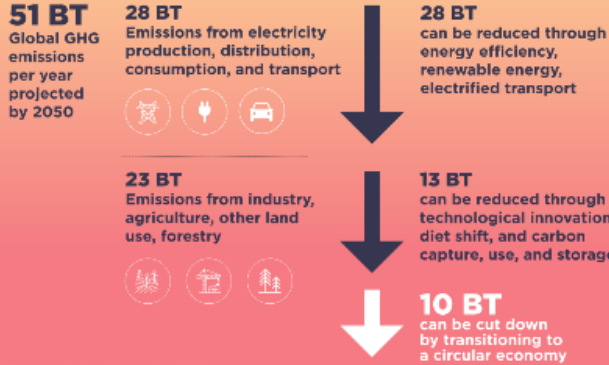 51 BT
Global GHG
emissions
per year
projected
by 2050
28 BT
Emissions from electricity
production, distribution,
consumption, and transport
28 BT
can be reduced through
energy efficiency,
renewable energy,
electrified transport
23 BT
Emissions from industry,
agriculture, other land
use, forestry
13 BT
can be reduced through
technological innovation
diet shift, and carbon
capture, use, and storage
10 BT
can be cut down
by transitioning to
a circular economy